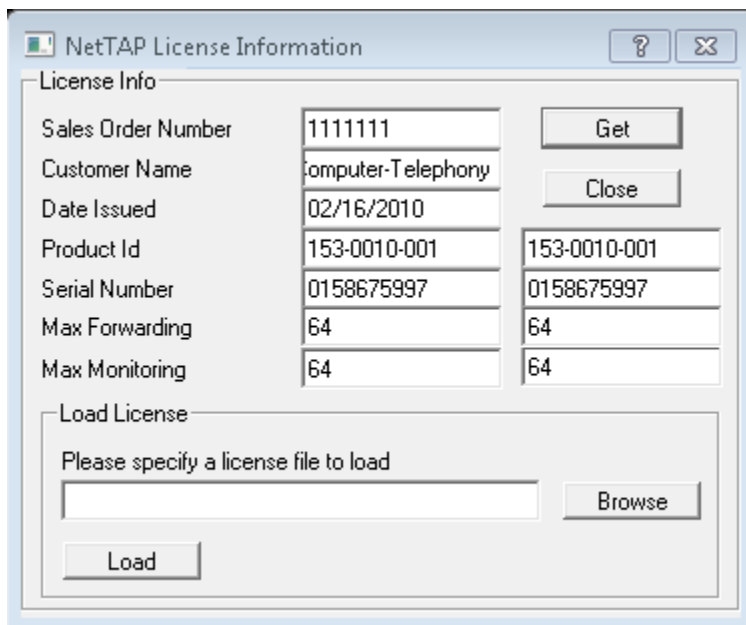 NetTAP License Information
License Info
Sales Order Number 1111111 Get
Customer Name Computer-Telephony
Close
Date Issued 02/16/2010
Product Id 153-0010-001 153-0010-001
Serial Number 0158675997 0158675997
Max Forwarding 64 64
Max Monitoring 64 64
Load License
Please specify a license file to load
Browse
Load